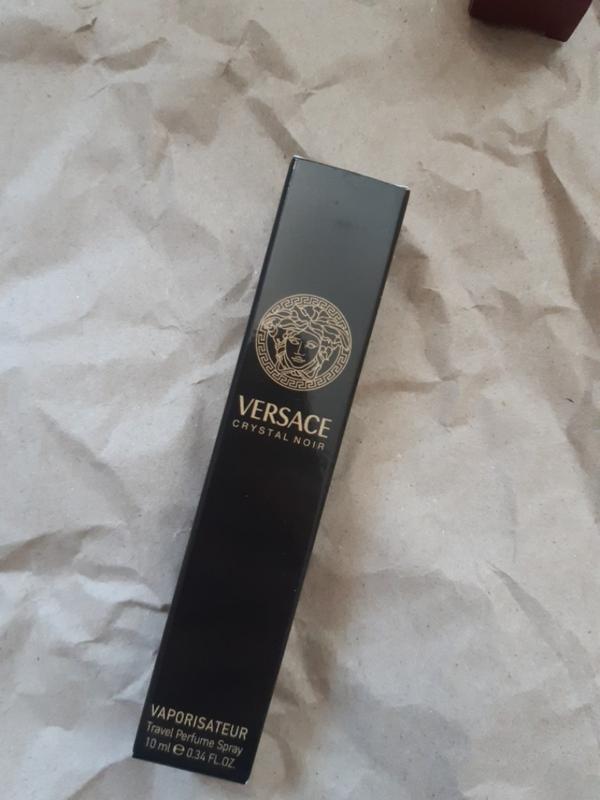 VERSACE
CRYSTAL NOIR
VAPORISATEUR
Travel Perfume Spray
10 ml ℮ 0.34 FL.OZ.